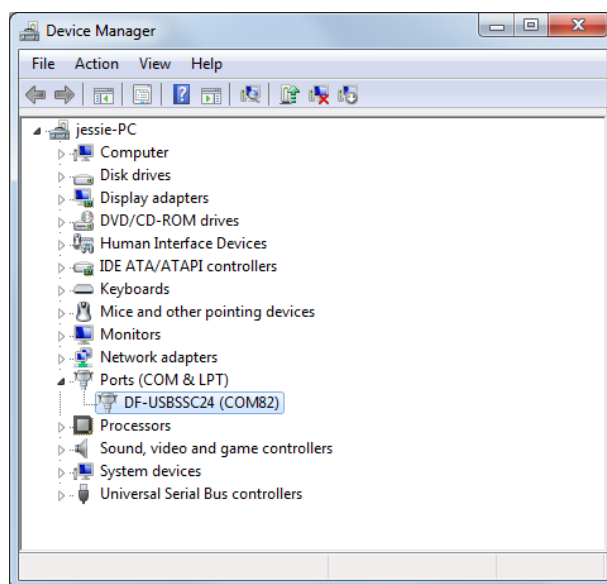 Device Manager
File Action View Help
jessie-PC
Computer
Disk drives
Display adapters
DVD/CD-ROM drives
Human Interface Devices
IDE ATA/ATAPI controllers
Keyboards
Mice and other pointing devices
Monitors
Network adapters
Ports (COM & LPT)
DF-USBSSC24 (COM82)
Processors
Sound, video and game controllers
System devices
Universal Serial Bus controllers